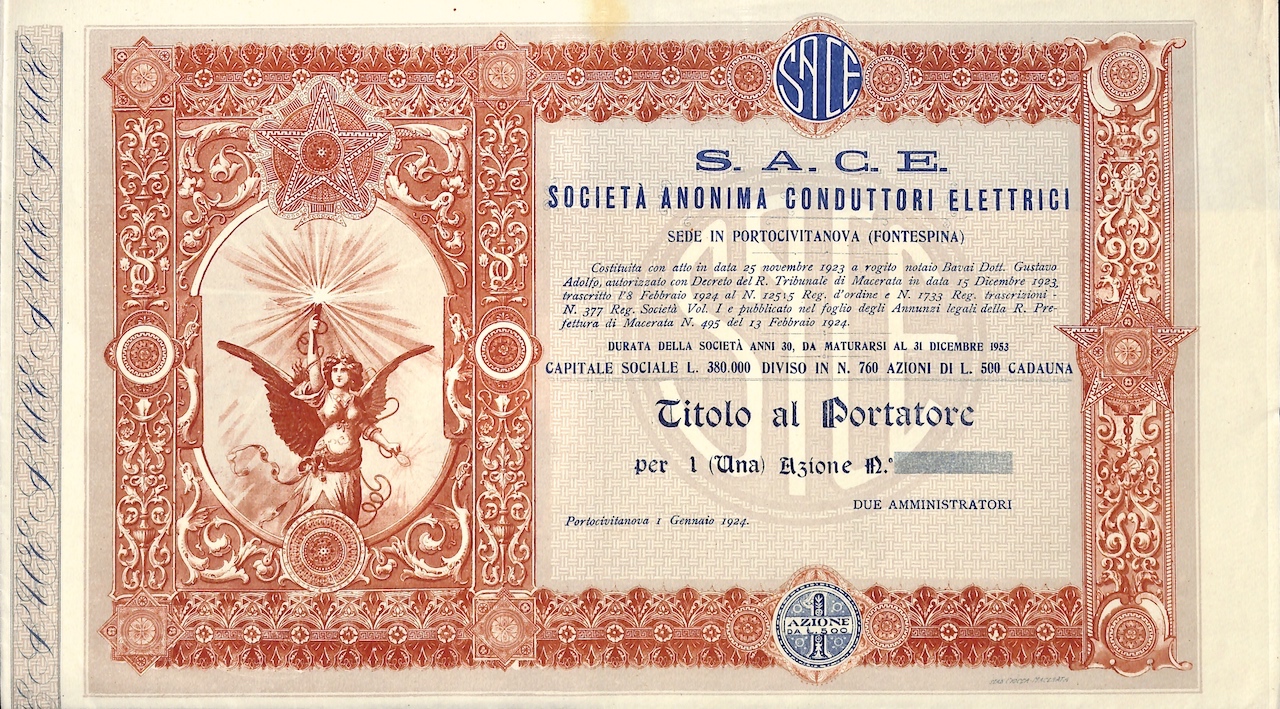 SACE
S. A. C. E.
SOCIETÀ ANONIMA CONDUTTORI ELETTRICI
SEDE IN PORTOCIVITANOVA (FONTESPINA)
Costituita con atto in data 25 novembre 1923 a rogito notaio Bavai Dott. Gustavo
Adolfo, autorizzato con Decreto del R. Tribunale di Macerata in data 15 Dicembre 1923,
trascritto l'8 Febbraio 1924 al N. 12515 Reg. d'ordine e N. 1733 Reg. trascrizioni -
N. 377 Reg. Società Vol. I e pubblicato nel foglio degli Annunzi legali della R. Pre-
fettura di Macerata N. 495 del 13 Febbraio 1924.
DURATA DELLA SOCIETÀ ANNI 30, DA MATURARSI AL 31 DICEMBRE 1953
CAPITALE SOCIALE L. 380.000 DIVISO IN N. 760 AZIONI DI L. 500 CADAUNA
SACE
Titolo al Portatore
per 1 (Una) Azione N.º
DUE AMMINISTRATORI
Portocivitanova 1 Gennaio 1924.
1
AZIONE
DA L. 500